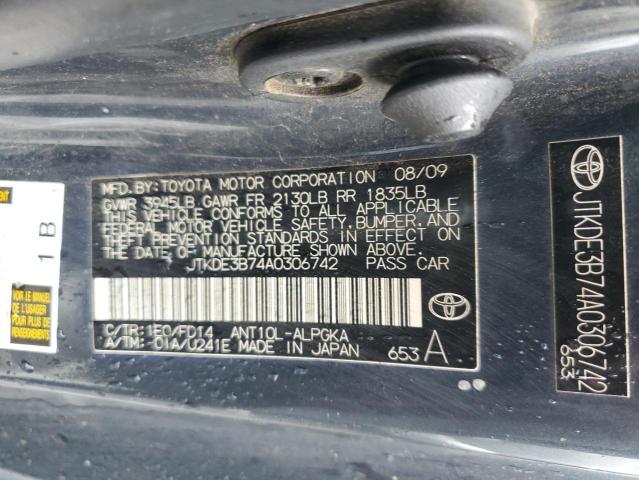 MFD. BY: TOYOTA MOTOR CORPORATION 08/09
GVWR 3945LB GAWR FR 2130LB RR 1835LB
THIS VEHICLE CONFORMS TO ALL APPLICABLE
FEDERAL MOTOR VEHICLE SAFETY, BUMPER, AND
THEFT PREVENTION STANDARDS IN EFFECT ON
THE DATE OF MANUFACTURE SHOWN ABOVE.
JTKDE3B74A0306742 PASS CAR
C/TR: 1E0/FD14 ANT10L-ALPGKA
A/TM: 01A/U241E MADE IN JAPAN 653 A
1 B
JTKDE3B74A0306742
653